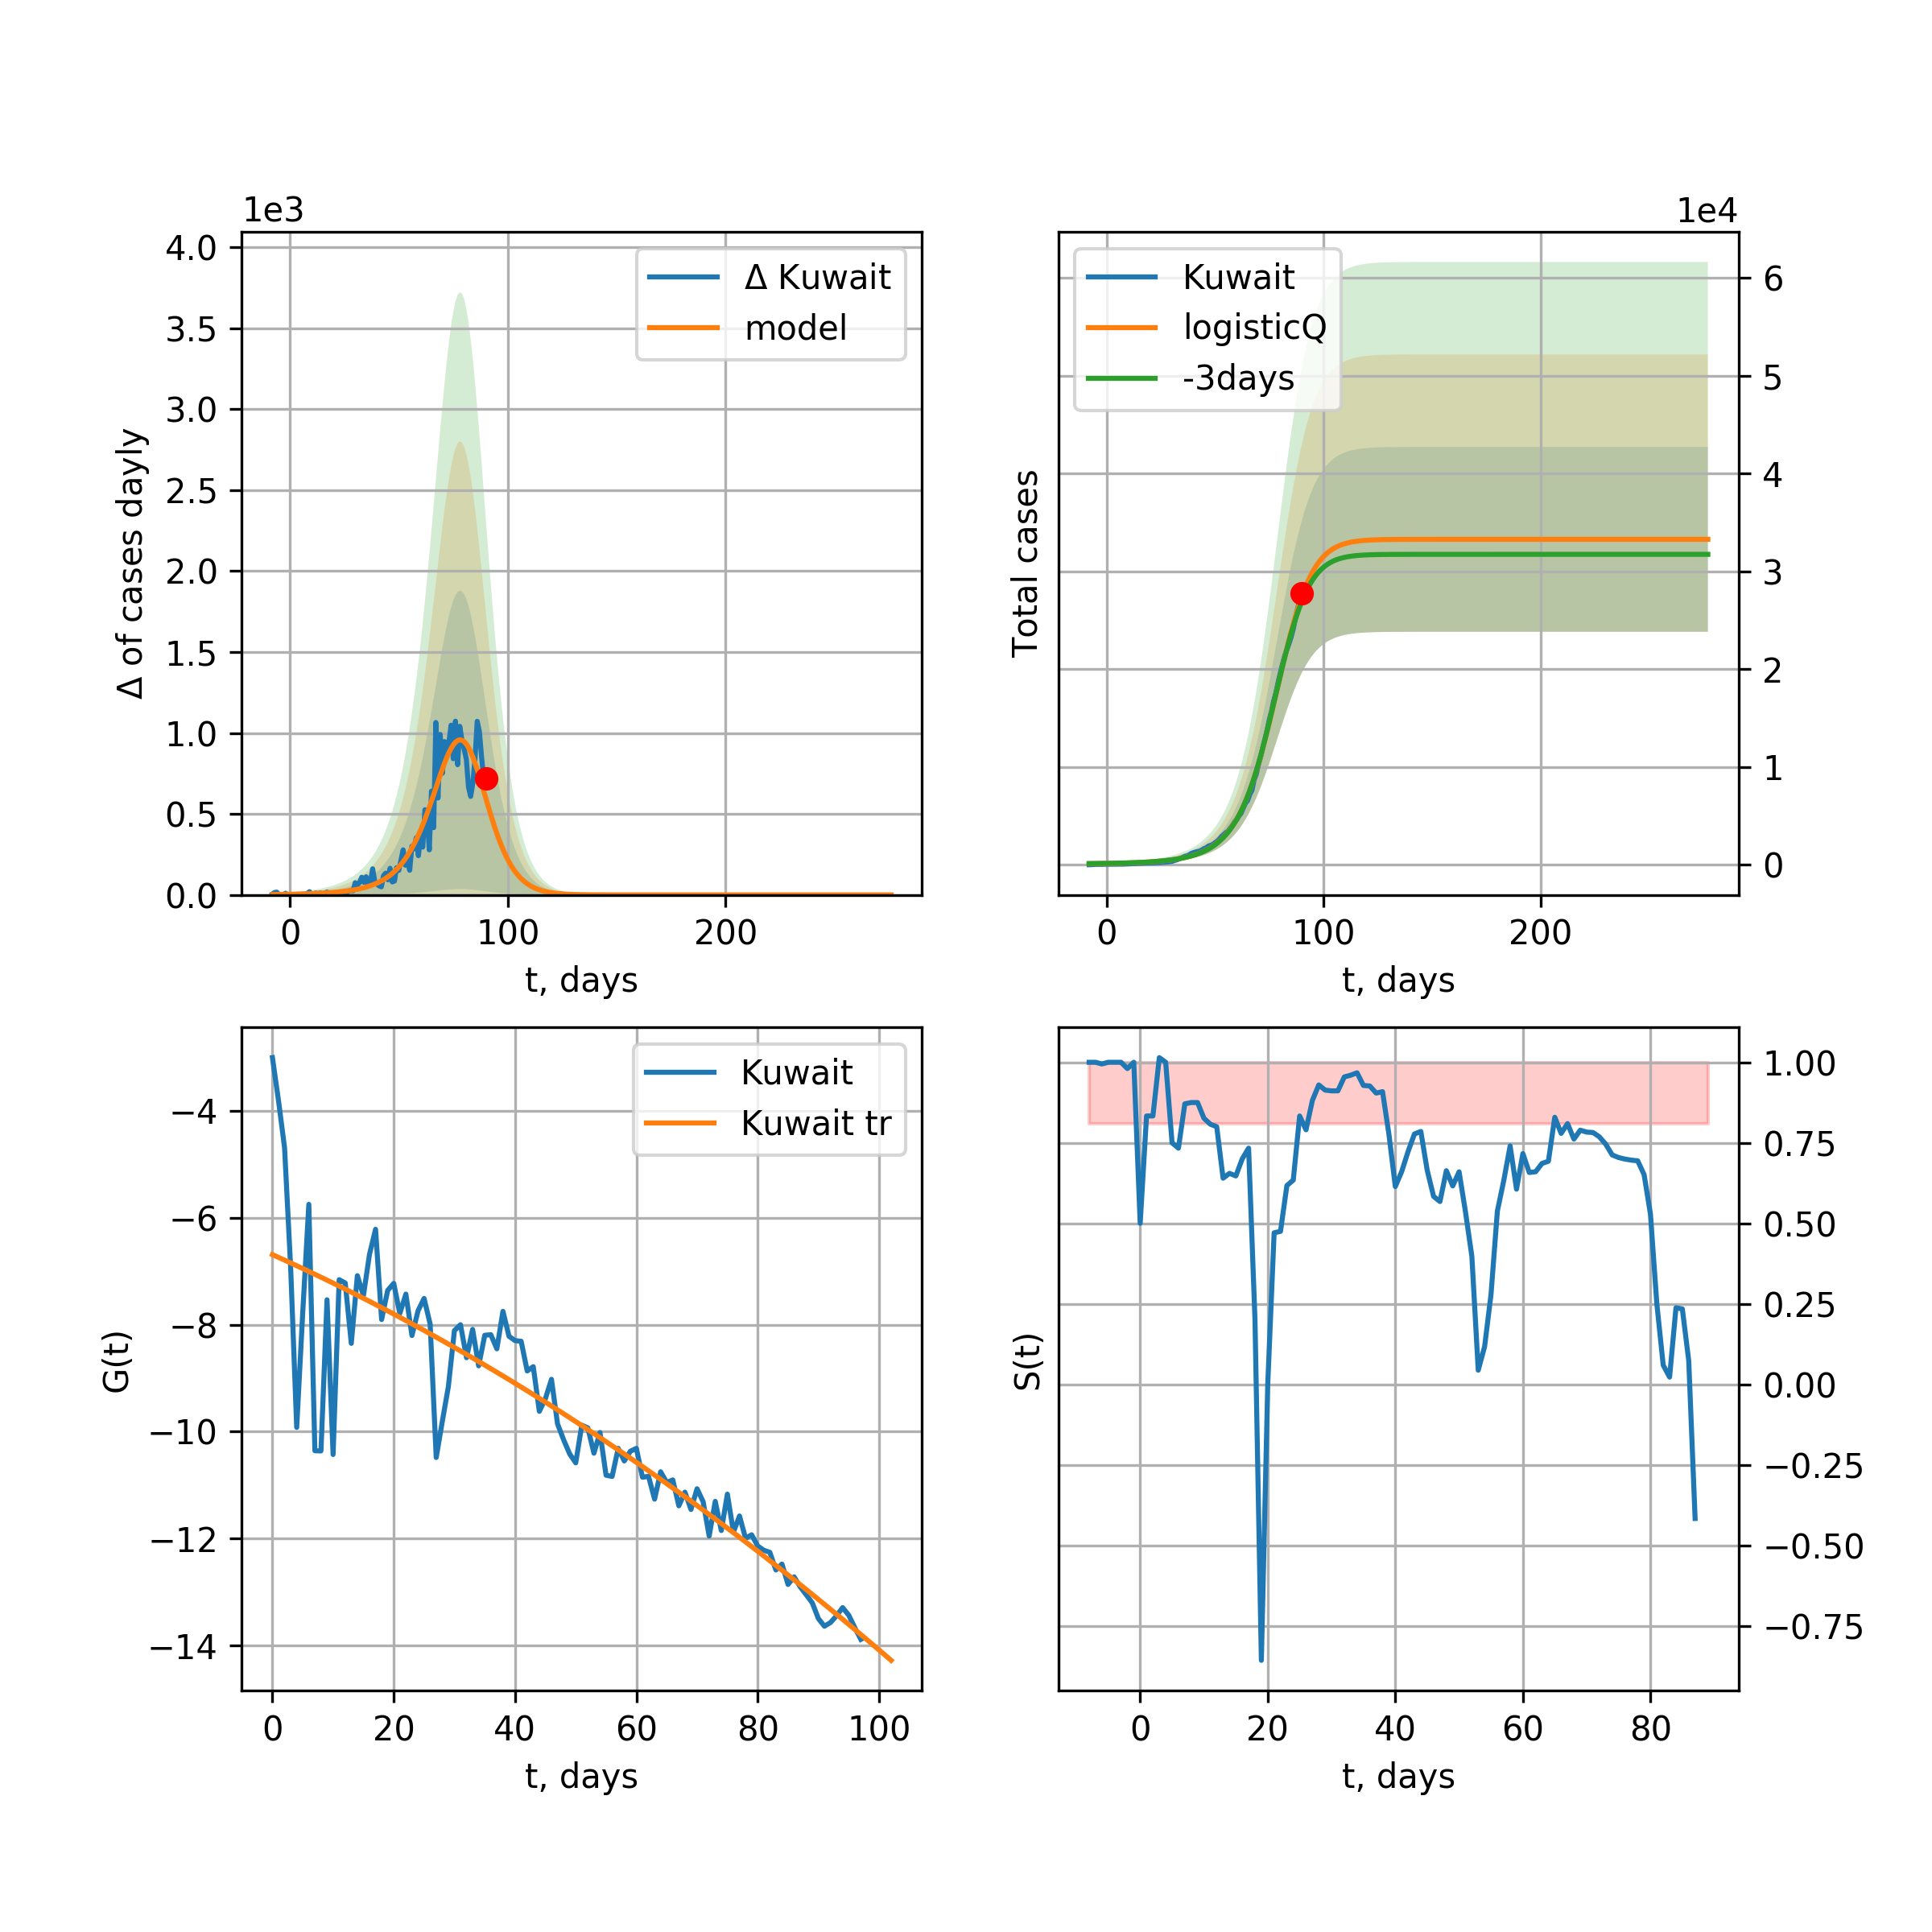 1e3
4.0
3.5
3.0
2.5
2.0
1.5
1.0
0.5
0.0
Δ of cases dayly
Δ Kuwait
model
0 100 200
t, days
1e4
Kuwait
logisticQ
-3days
Total cases
6
5
4
3
2
1
0
0 100 200
t, days
−4
−6
−8
−10
−12
−14
G(t)
Kuwait
Kuwait tr
0 20 40 60 80 100
t, days
S(t)
1.00
0.75
0.50
0.25
0.00
−0.25
−0.50
−0.75
0 20 40 60 80
t, days